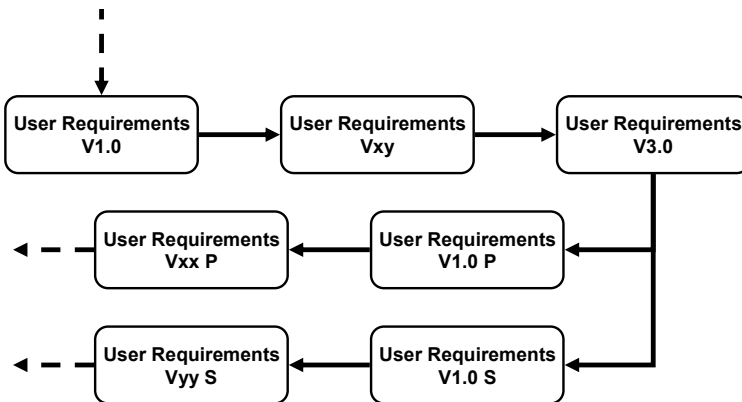 User Requirements
V1.0
User Requirements
Vxy
User Requirements
V3.0
User Requirements
Vxx P
User Requirements
V1.0 P
User Requirements
Vyy S
User Requirements
V1.0 S